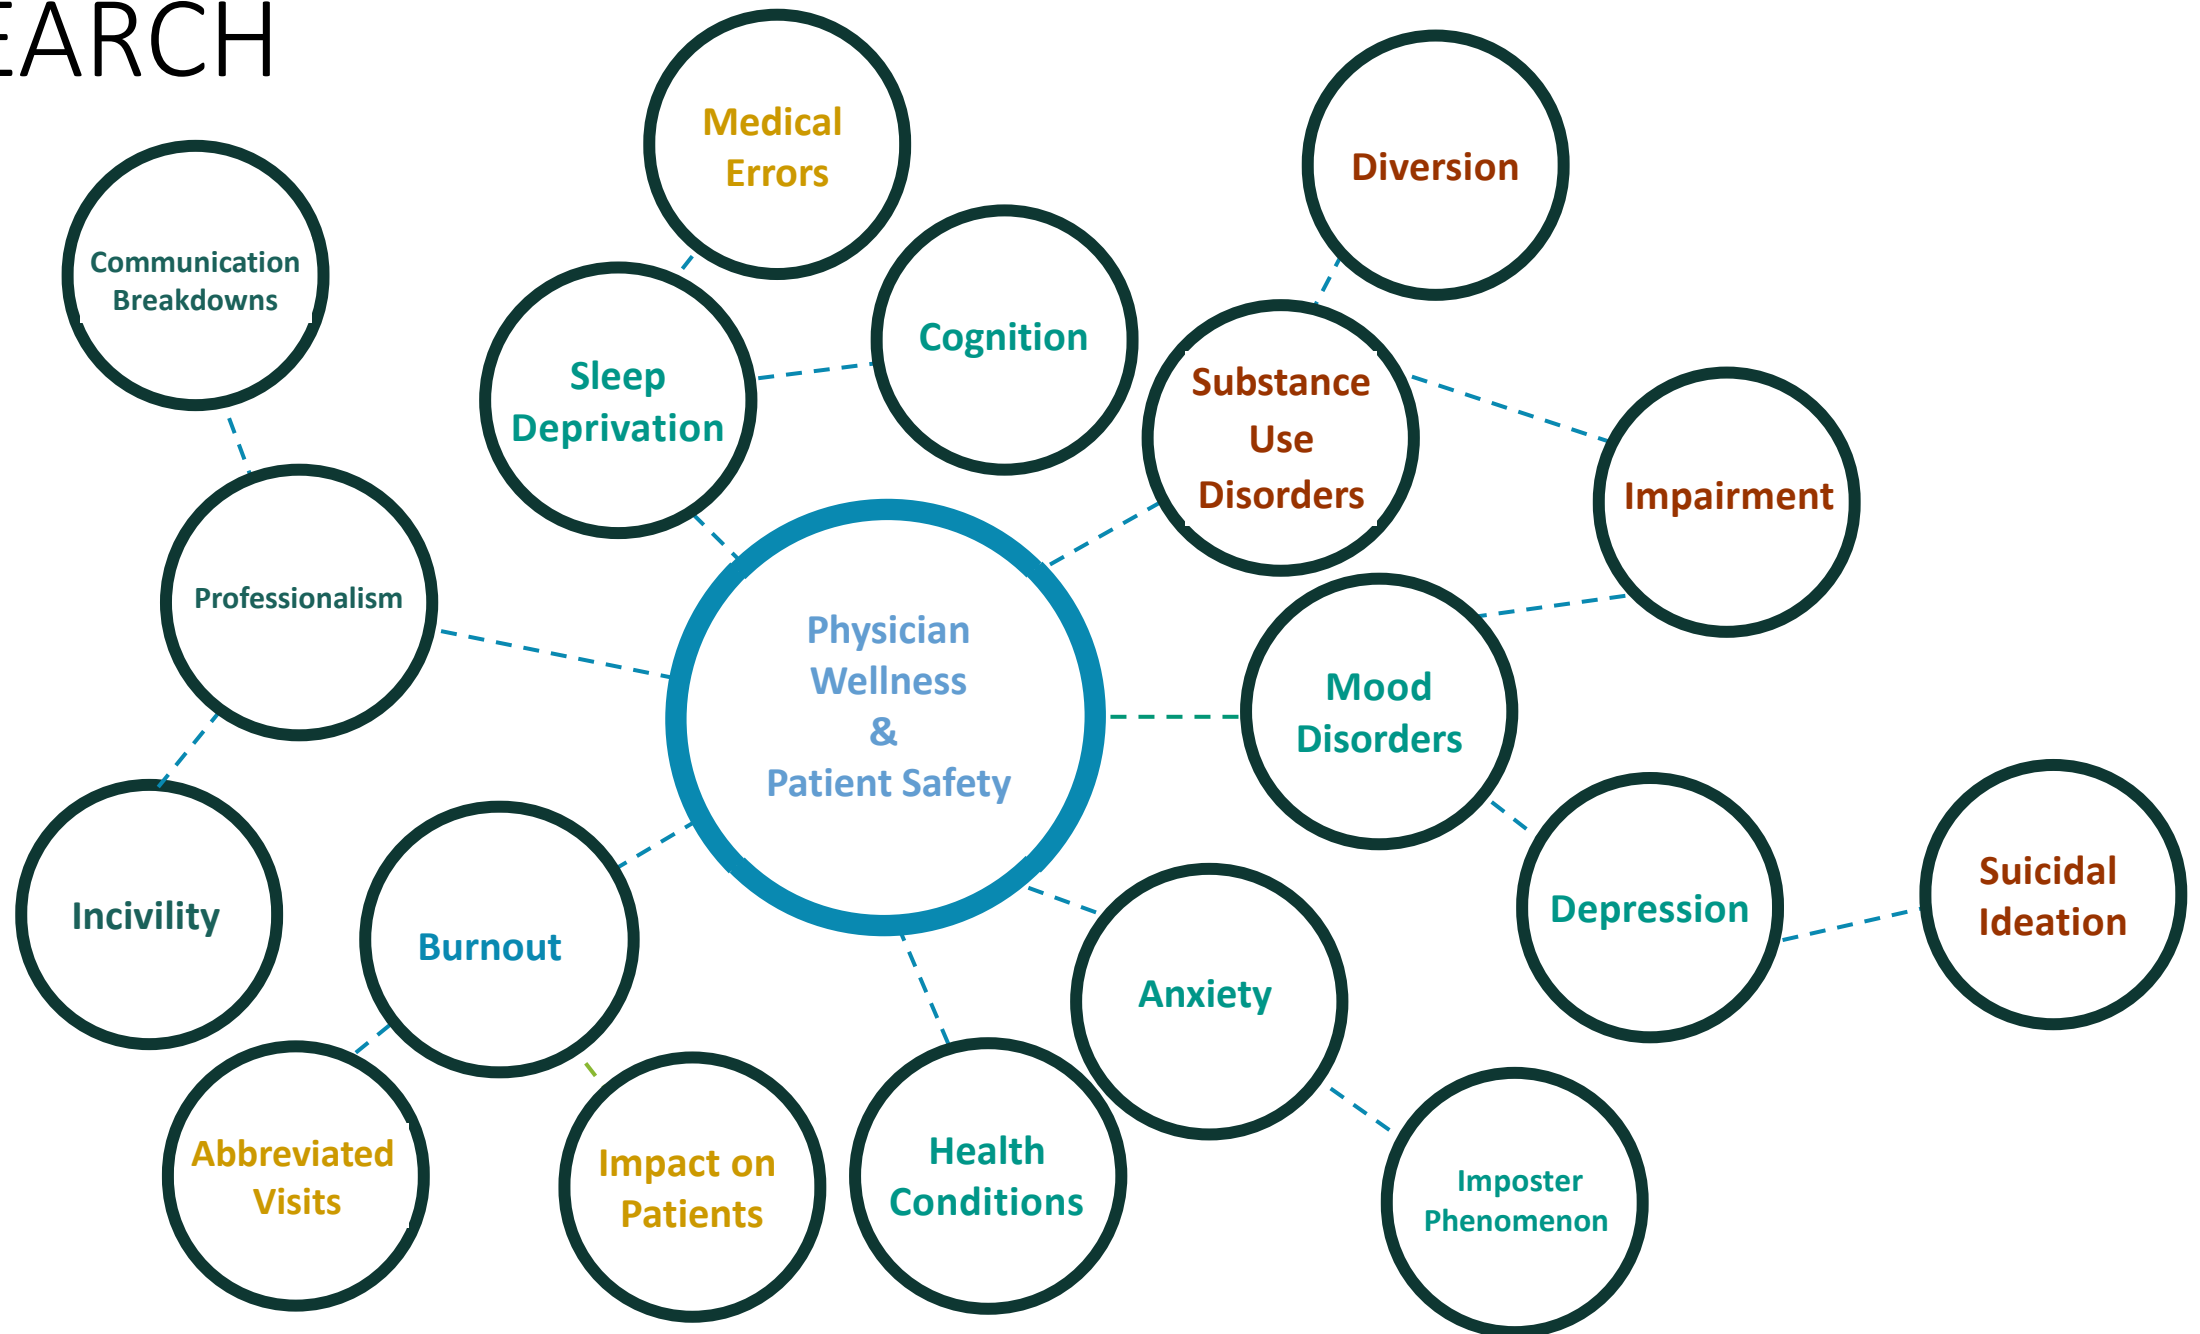 EARCH
Medical
Errors
Diversion
Communication
Breakdowns
Cognition
Sleep
Deprivation
Substance
Use
Disorders
Impairment
Professionalism
Physician
Wellness
&
Patient Safety
Mood
Disorders
Incivility
Burnout
Anxiety
Depression
Suicidal
Ideation
Abbreviated
Visits
Impact on
Patients
Health
Conditions
Imposter
Phenomenon